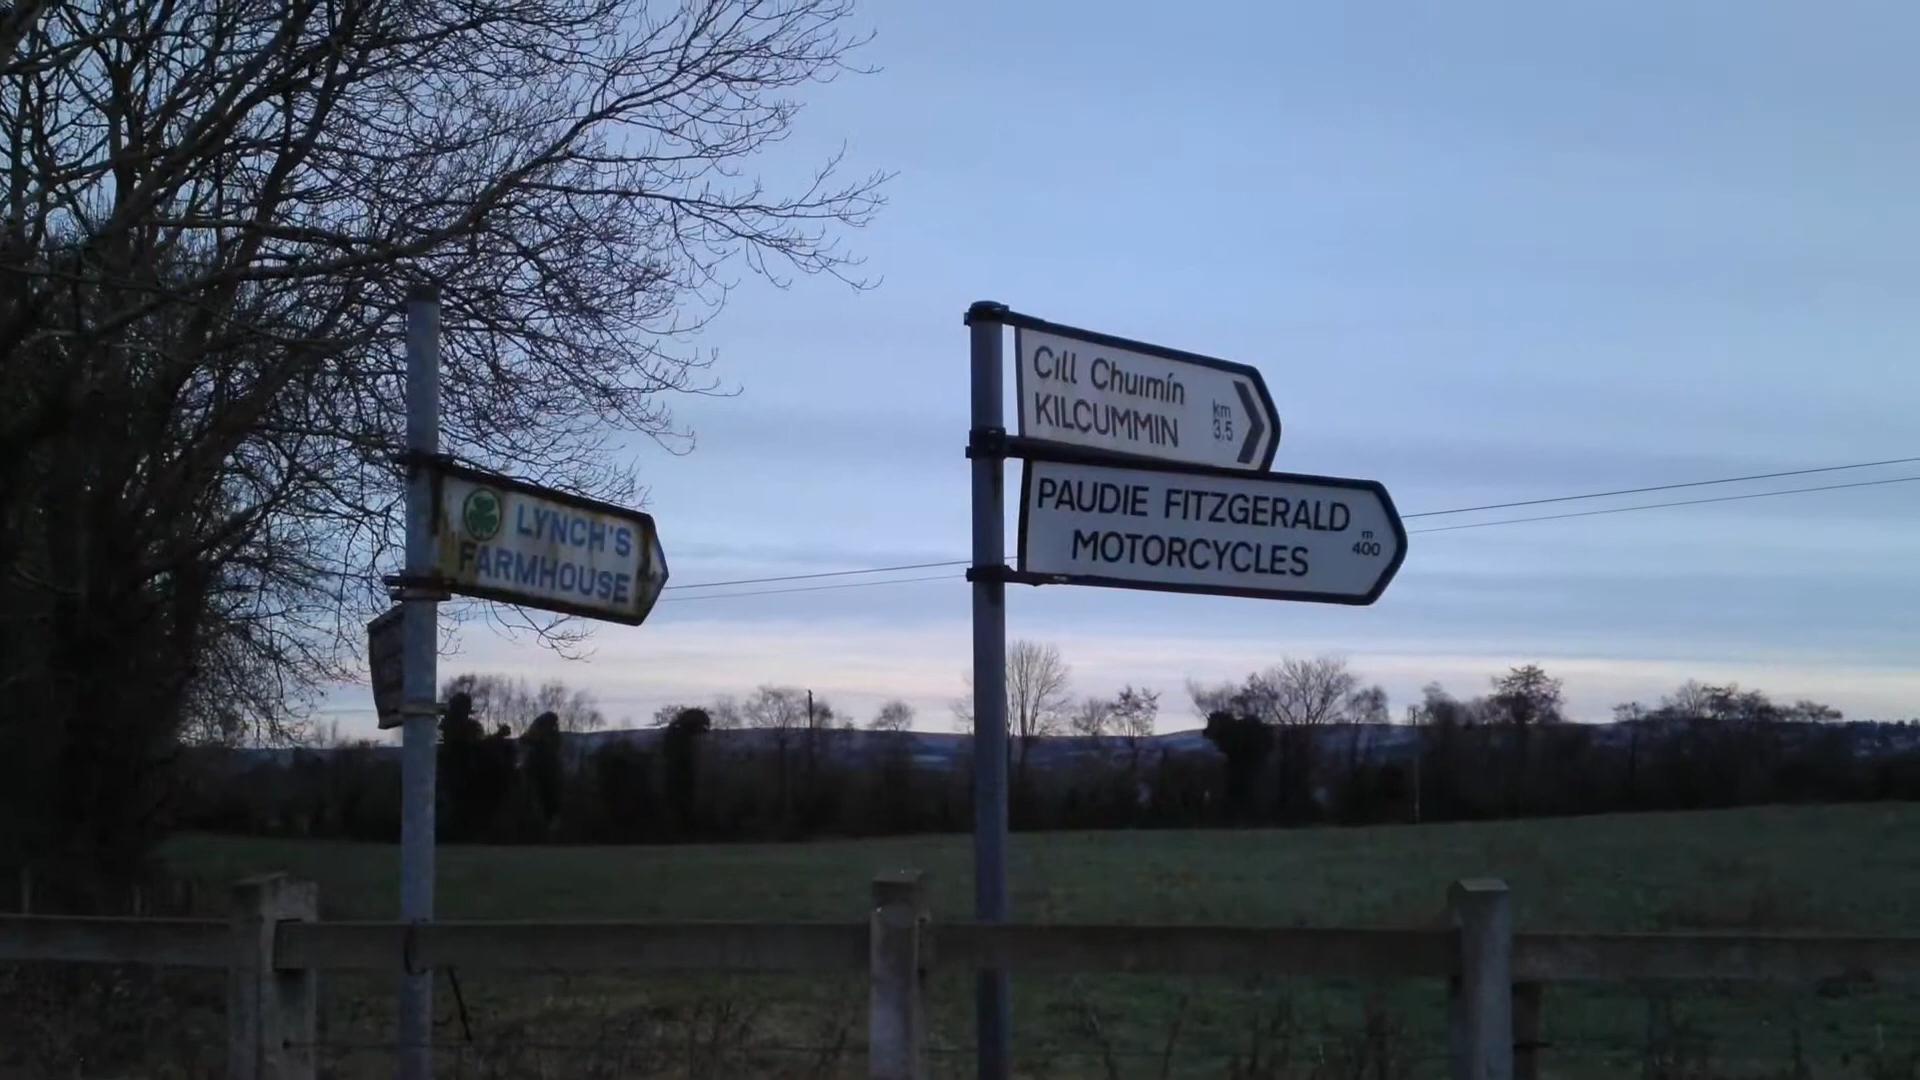 LYNCH'S
FARMHOUSE
Cıll Chuımín
KILCUMMIN
km
3.5
PAUDIE FITZGERALD
MOTORCYCLES
m
400